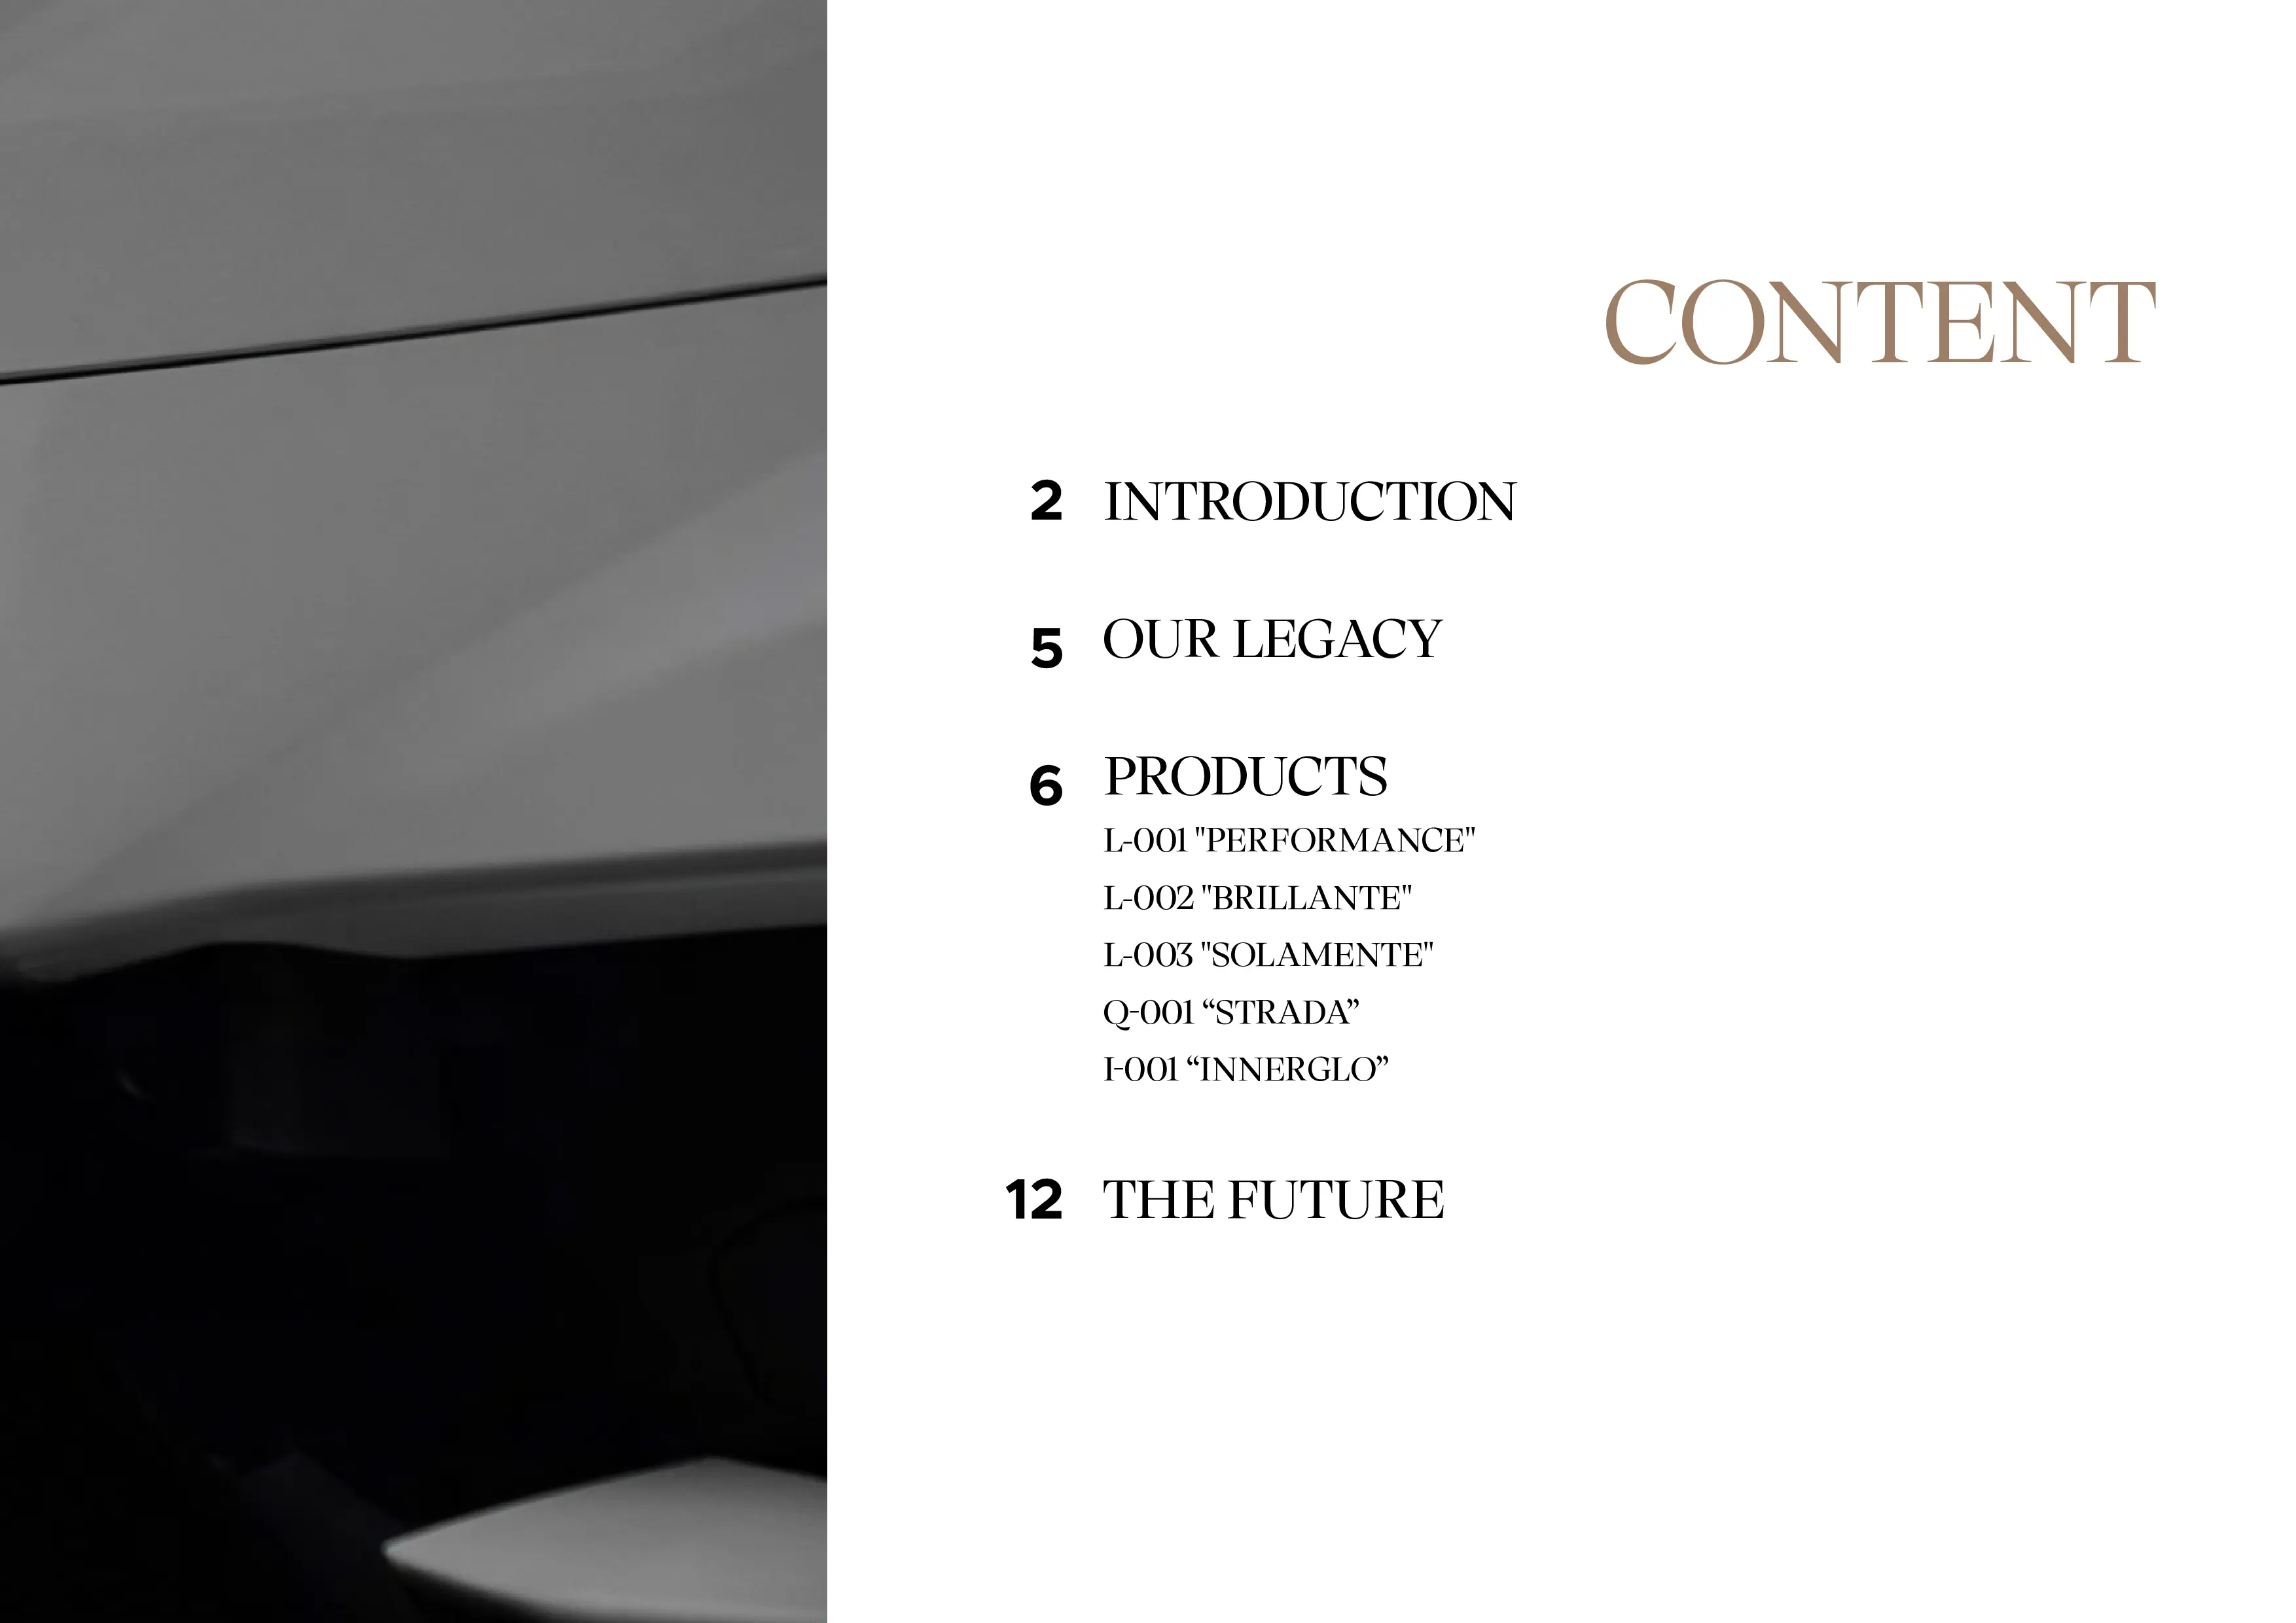 CONTENT
2 INTRODUCTION
5 OUR LEGACY
6 PRODUCTS
L-001 "PERFORMANCE"
L-002 "BRILLANTE"
L-003 "SOLAMENTE"
Q-001 “STRADA”
I-001 “INNERGLO”
12 THE FUTURE